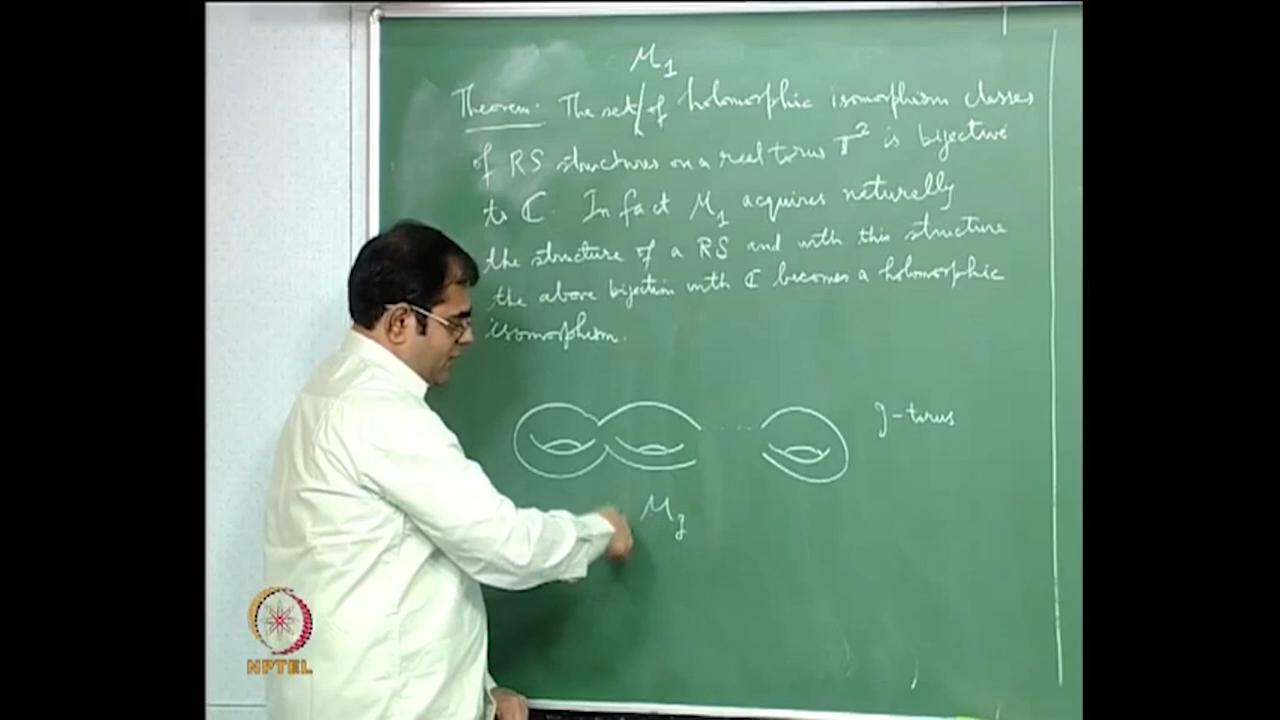 M₁
Theorem. The set of holomorphic isomorphism classes
of RS structures on a real torus T² is bijective
to ℂ. In fact M₁ acquires naturally
the structure of a RS and with this structure
the above bijection with ℂ becomes a holomorphic
isomorphism.
g-torus
M_g
NPTEL